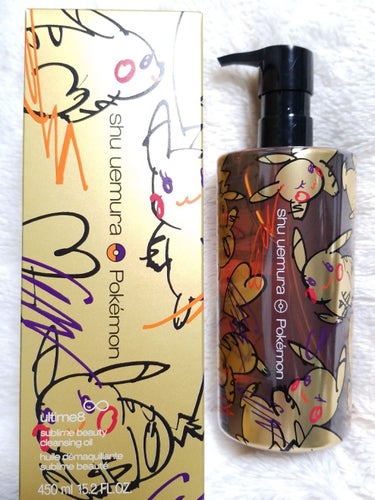 shu uemura Pokémon
ultime8
sublime beauty
cleansing oil
huile démaquillante
sublime beauté
450 ml 15.2 FL.OZ.
shu uemura Pokémon